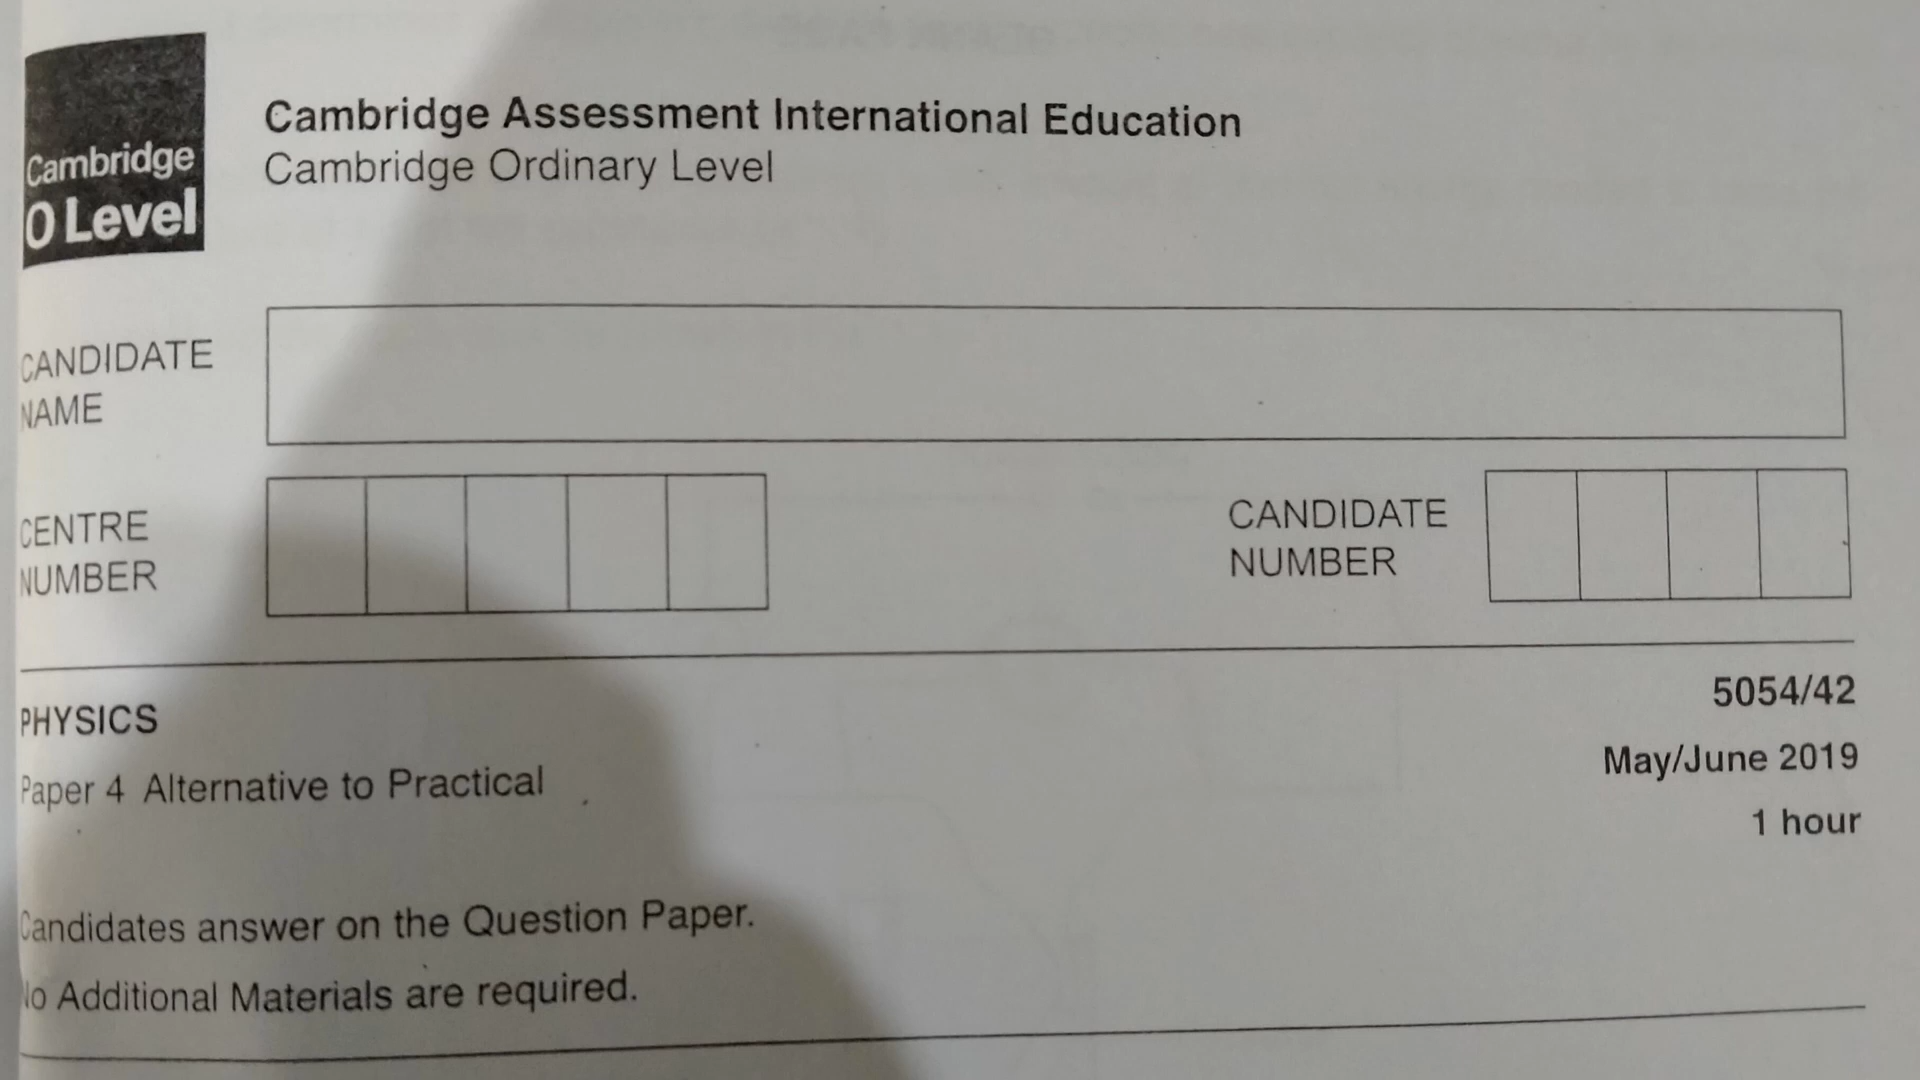 Cambridge
O Level
Cambridge Assessment International Education
Cambridge Ordinary Level
CANDIDATE
NAME
CENTRE
NUMBER
CANDIDATE
NUMBER
PHYSICS
5054/42
Paper 4 Alternative to Practical
May/June 2019
1 hour
Candidates answer on the Question Paper.
No Additional Materials are required.